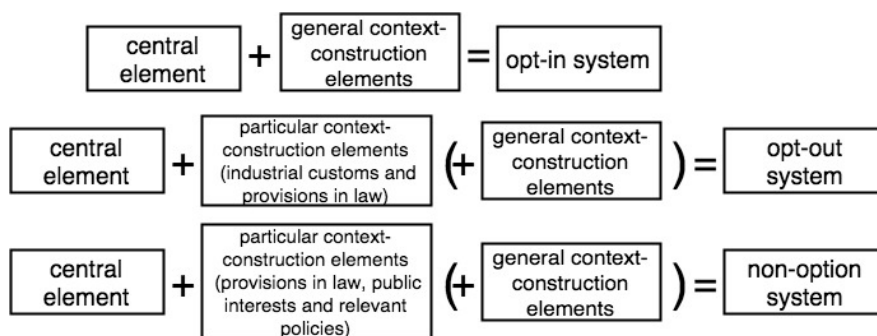 central
element
+
general context-
construction
elements
=
opt-in system
central
element
+
particular context-
construction elements
(industrial customs and
provisions in law)
(+
general context-
construction
elements
)
=
opt-out
system
central
element
+
particular context-
construction elements
(provisions in law, public
interests and relevant
policies)
(+
general context-
construction
elements
)
=
non-option
system